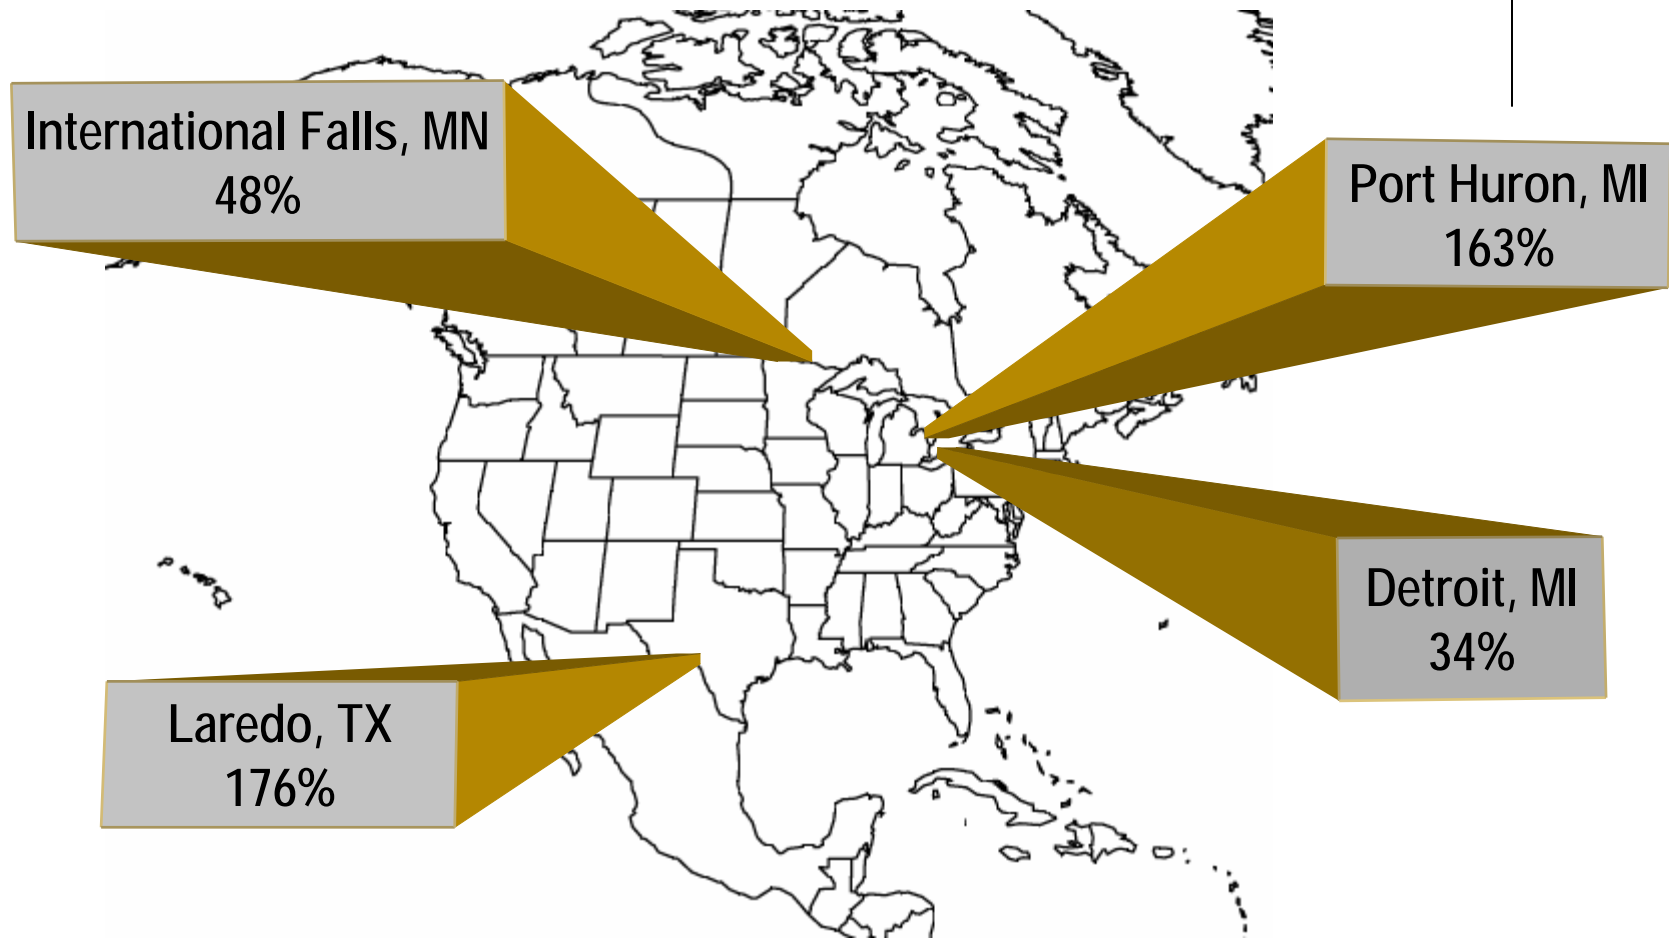 International Falls, MN
48%
Port Huron, MI
163%
Detroit, MI
34%
Laredo, TX
176%